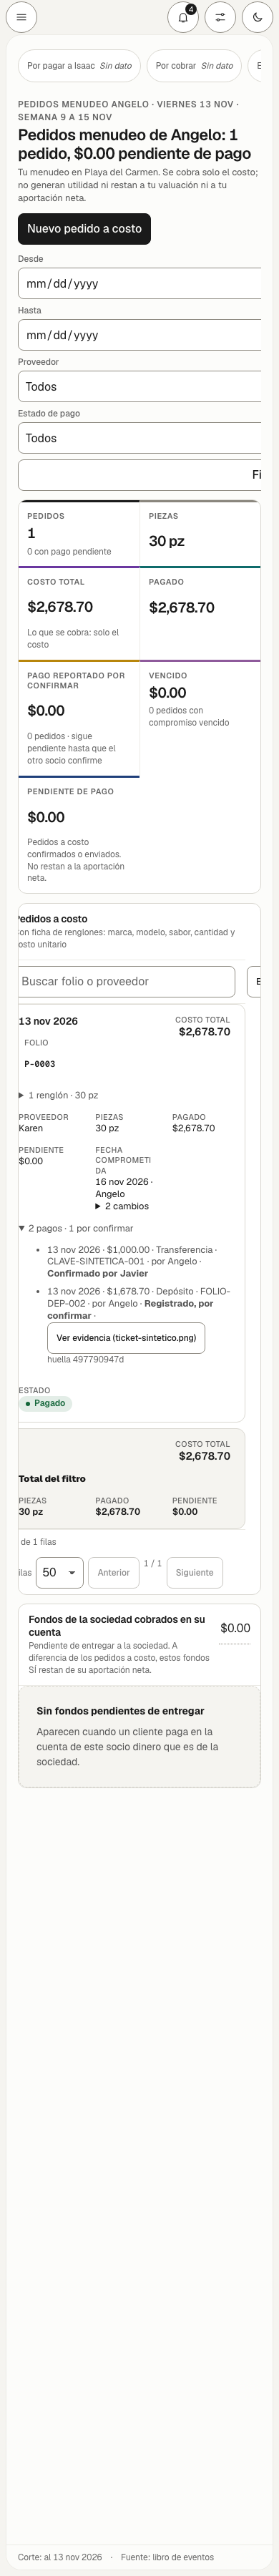 4
Por pagar a Isaac Sin dato
Por cobrar Sin dato
E
PEDIDOS MENUDEO ANGELO · VIERNES 13 NOV ·
SEMANA 9 A 15 NOV
Pedidos menudeo de Angelo: 1
pedido, $0.00 pendiente de pago
Tu menudeo en Playa del Carmen. Se cobra solo el costo;
no generan utilidad ni restan a tu valuación ni a tu
aportación neta.
Nuevo pedido a costo
Desde
mm/dd/yyyy
Hasta
mm/dd/yyyy
Proveedor
Todos
Estado de pago
Todos
Fi
PEDIDOS
1
0 con pago pendiente
PIEZAS
30 pz
COSTO TOTAL
$2,678.70
Lo que se cobra: solo el
costo
PAGADO
$2,678.70
PAGO REPORTADO POR
CONFIRMAR
$0.00
0 pedidos · sigue
pendiente hasta que el
otro socio confirme
VENCIDO
$0.00
0 pedidos con
compromiso vencido
PENDIENTE DE PAGO
$0.00
Pedidos a costo
confirmados o enviados.
No restan a la aportación
neta.
Pedidos a costo
Con ficha de renglones: marca, modelo, sabor, cantidad y
costo unitario
Buscar folio o proveedor
E
13 nov 2026
COSTO TOTAL
$2,678.70
FOLIO
P-0003
1 renglón · 30 pz
PROVEEDOR
Karen
PIEZAS
30 pz
PAGADO
$2,678.70
PENDIENTE
$0.00
FECHA
COMPROMETI
DA
16 nov 2026 ·
Angelo
2 cambios
2 pagos · 1 por confirmar
• 13 nov 2026 · $1,000.00 · Transferencia ·
CLAVE-SINTETICA-001 · por Angelo ·
Confirmado por Javier
• 13 nov 2026 · $1,678.70 · Depósito · FOLIO-
DEP-002 · por Angelo · Registrado, por
confirmar ·
Ver evidencia (ticket-sintetico.png)
huella 497790947d
ESTADO
Pagado
COSTO TOTAL
$2,678.70
Total del filtro
PIEZAS
30 pz
PAGADO
$2,678.70
PENDIENTE
$0.00
de 1 filas
ilas
50
Anterior
1 / 1
Siguiente
Fondos de la sociedad cobrados en su
cuenta
$0.00
Pendiente de entregar a la sociedad. A
diferencia de los pedidos a costo, estos fondos
SÍ restan de su aportación neta.
Sin fondos pendientes de entregar
Aparecen cuando un cliente paga en la
cuenta de este socio dinero que es de la
sociedad.
Corte: al 13 nov 2026 · Fuente: libro de eventos